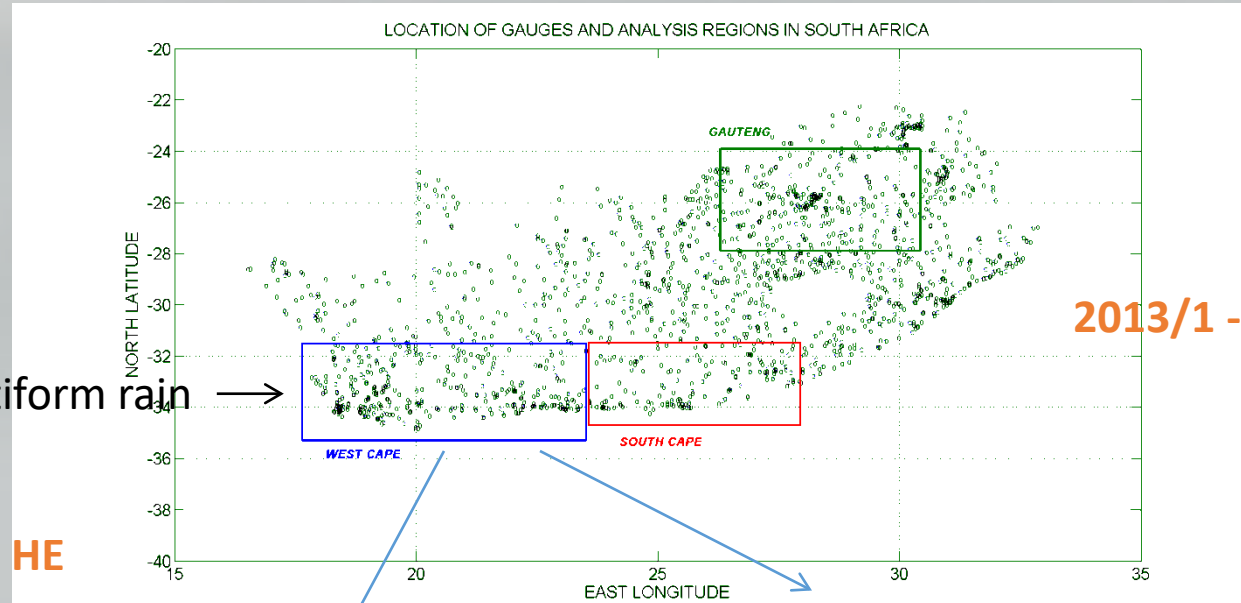 LOCATION OF GAUGES AND ANALYSIS REGIONS IN SOUTH AFRICA
-20
-22
GAUTENG
-24
-26
NORTH LATITUDE
-28
-30
2013/1 -
-32
tiform rain
-34
SOUTH CAPE
WEST CAPE
-36
-38
HE
-40
15 20 25 30 35
EAST LONGITUDE